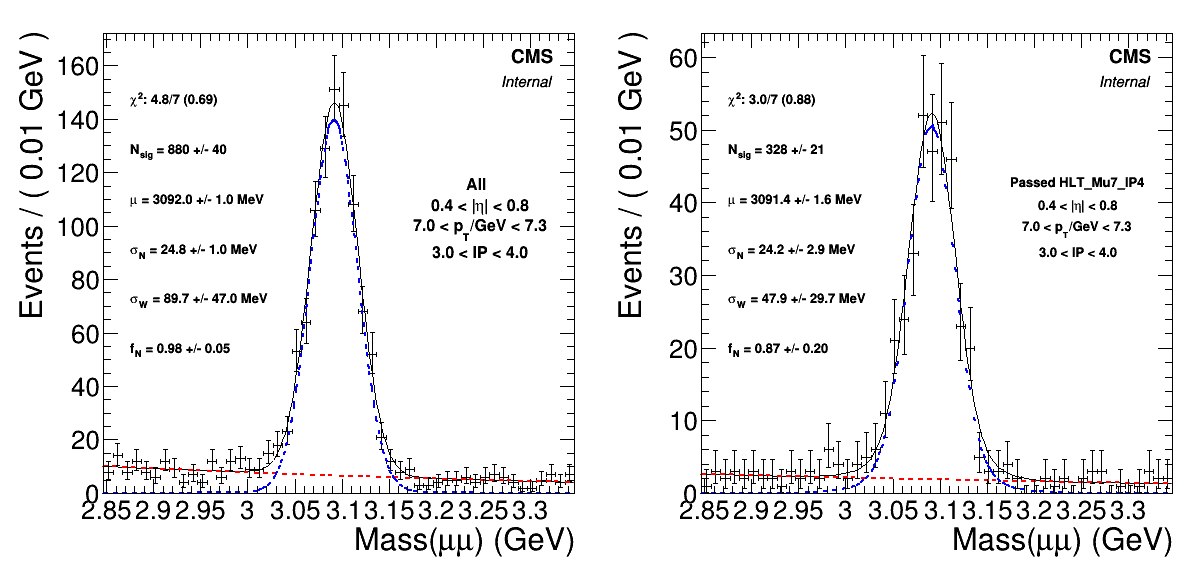 CMS
Internal
χ²: 4.8/7 (0.69)
N_sig = 880 +/- 40
μ = 3092.0 +/- 1.0 MeV
σ_N = 24.8 +/- 1.0 MeV
σ_W = 89.7 +/- 47.0 MeV
f_N = 0.98 +/- 0.05
All
0.4 < |η| < 0.8
7.0 < p_T/GeV < 7.3
3.0 < IP < 4.0
Events / ( 0.01 GeV )
160
140
120
100
80
60
40
20
0
2.85 2.9 2.95 3 3.05 3.1 3.15 3.2 3.25 3.3
Mass(μμ) (GeV)
CMS
Internal
χ²: 3.0/7 (0.88)
N_sig = 328 +/- 21
μ = 3091.4 +/- 1.6 MeV
σ_N = 24.2 +/- 2.9 MeV
σ_W = 47.9 +/- 29.7 MeV
f_N = 0.87 +/- 0.20
Passed HLT_Mu7_IP4
0.4 < |η| < 0.8
7.0 < p_T/GeV < 7.3
3.0 < IP < 4.0
Events / ( 0.01 GeV )
60
50
40
30
20
10
0
2.85 2.9 2.95 3 3.05 3.1 3.15 3.2 3.25 3.3
Mass(μμ) (GeV)